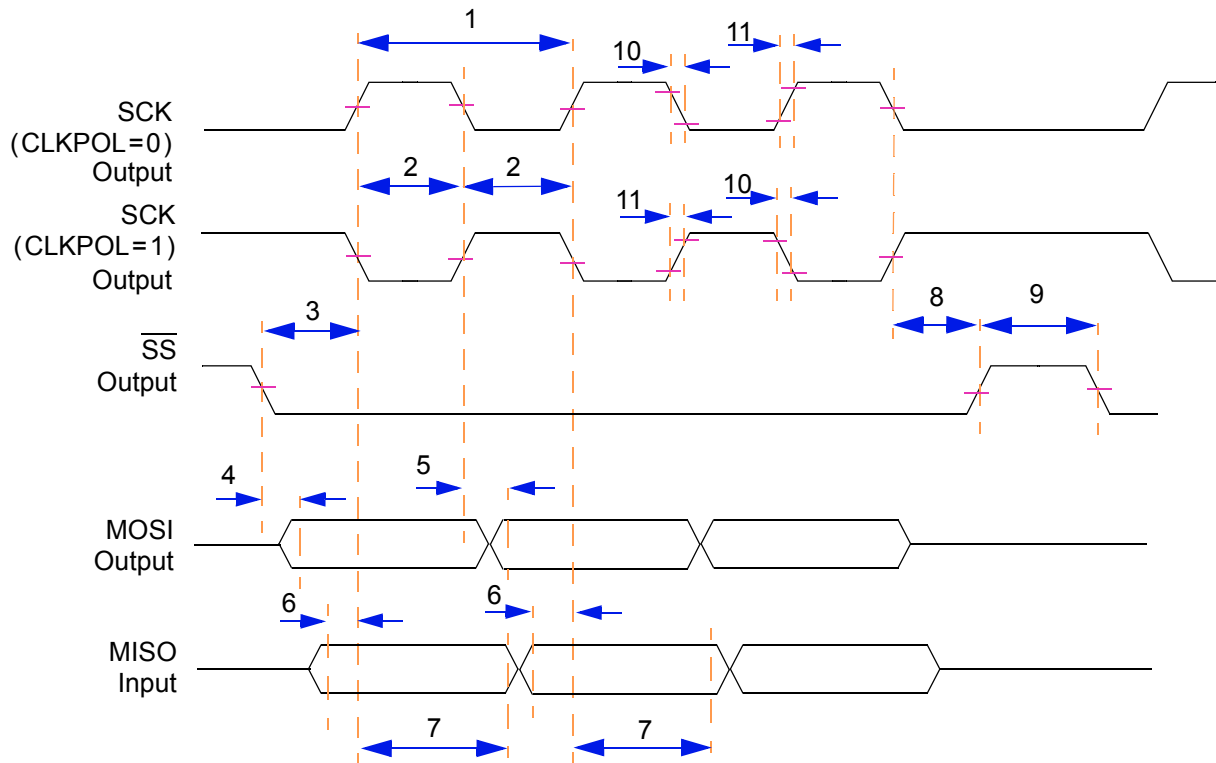 1
10
11
SCK
(CLKPOL=0)
Output
2
2
SCK
(CLKPOL=1)
Output
11
10
3
8
9
SS
Output
4
5
MOSI
Output
6
6
MISO
Input
7
7